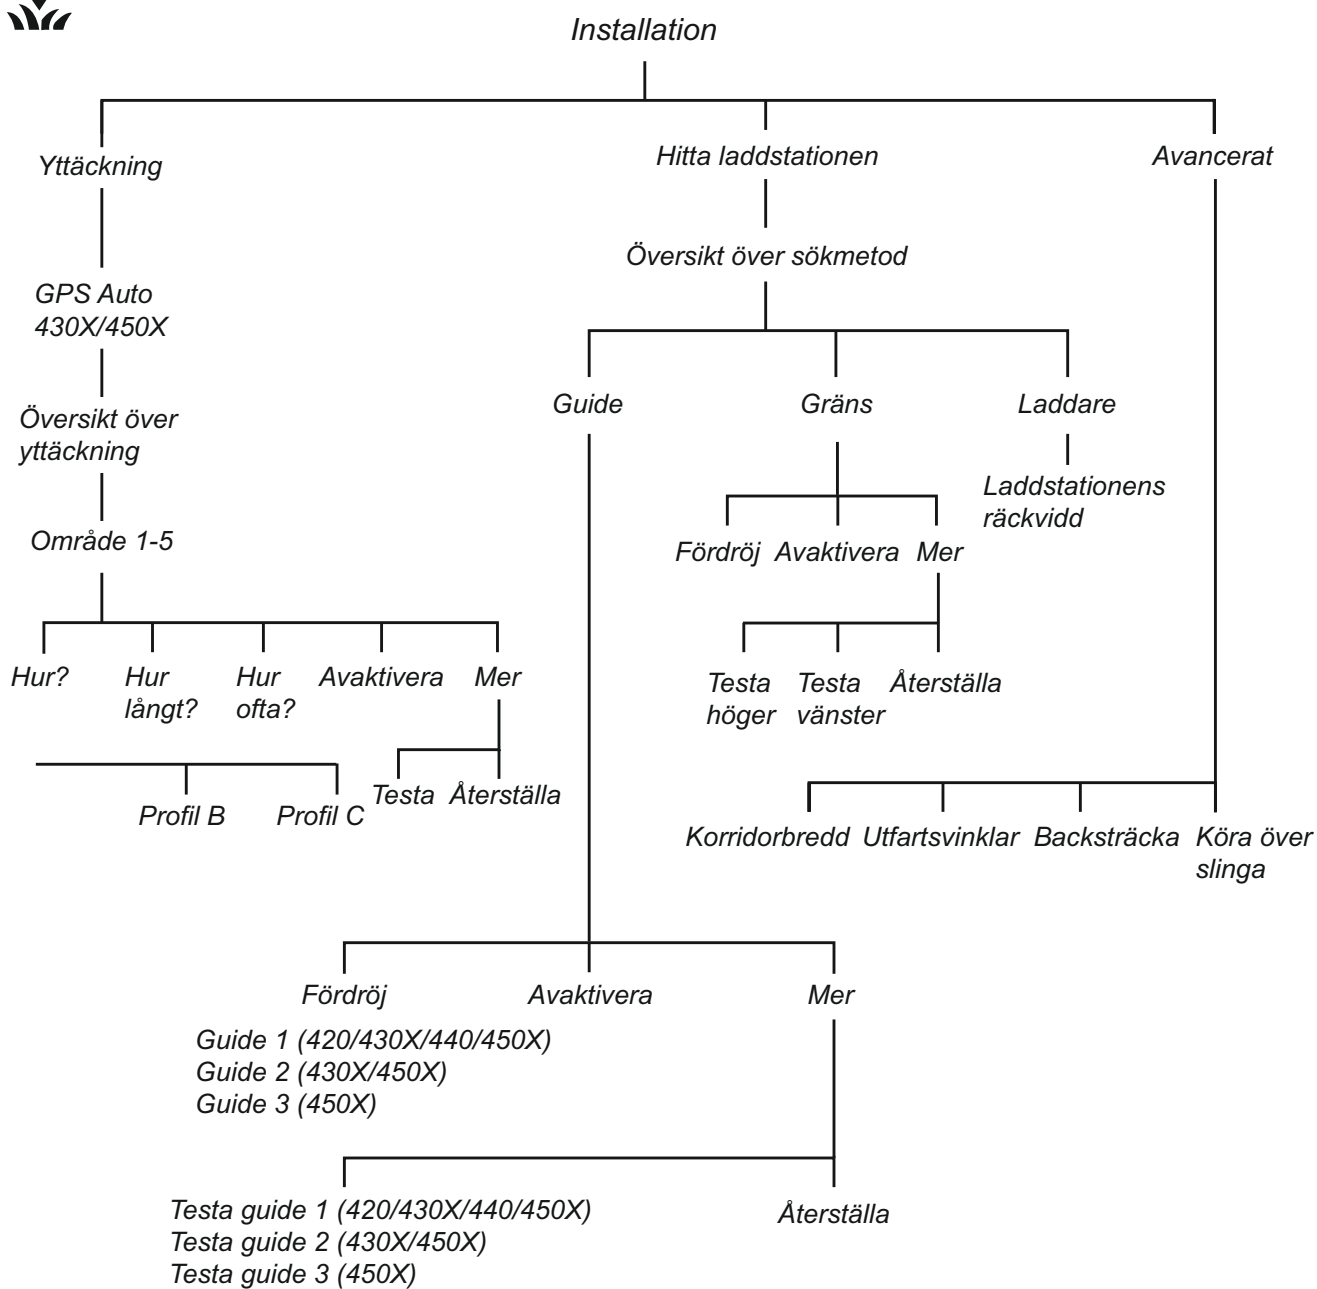 Installation
Yttäckning
Hitta laddstationen
Avancerat
Översikt över sökmetod
GPS Auto
430X/450X
Översikt över
yttäckning
Guide
Gräns
Laddare
Laddstationens
räckvidd
Område 1-5
Fördröj Avaktivera Mer
Hur?
Hur
långt?
Hur
ofta?
Avaktivera
Mer
Testa
höger
Testa
vänster
Återställa
Testa Återställa
Profil B
Profil C
Korridorbredd Utfartsvinklar Backsträcka Köra över
slinga
Fördröj
Avaktivera
Mer
Guide 1 (420/430X/440/450X)
Guide 2 (430X/450X)
Guide 3 (450X)
Testa guide 1 (420/430X/440/450X)
Testa guide 2 (430X/450X)
Testa guide 3 (450X)
Återställa